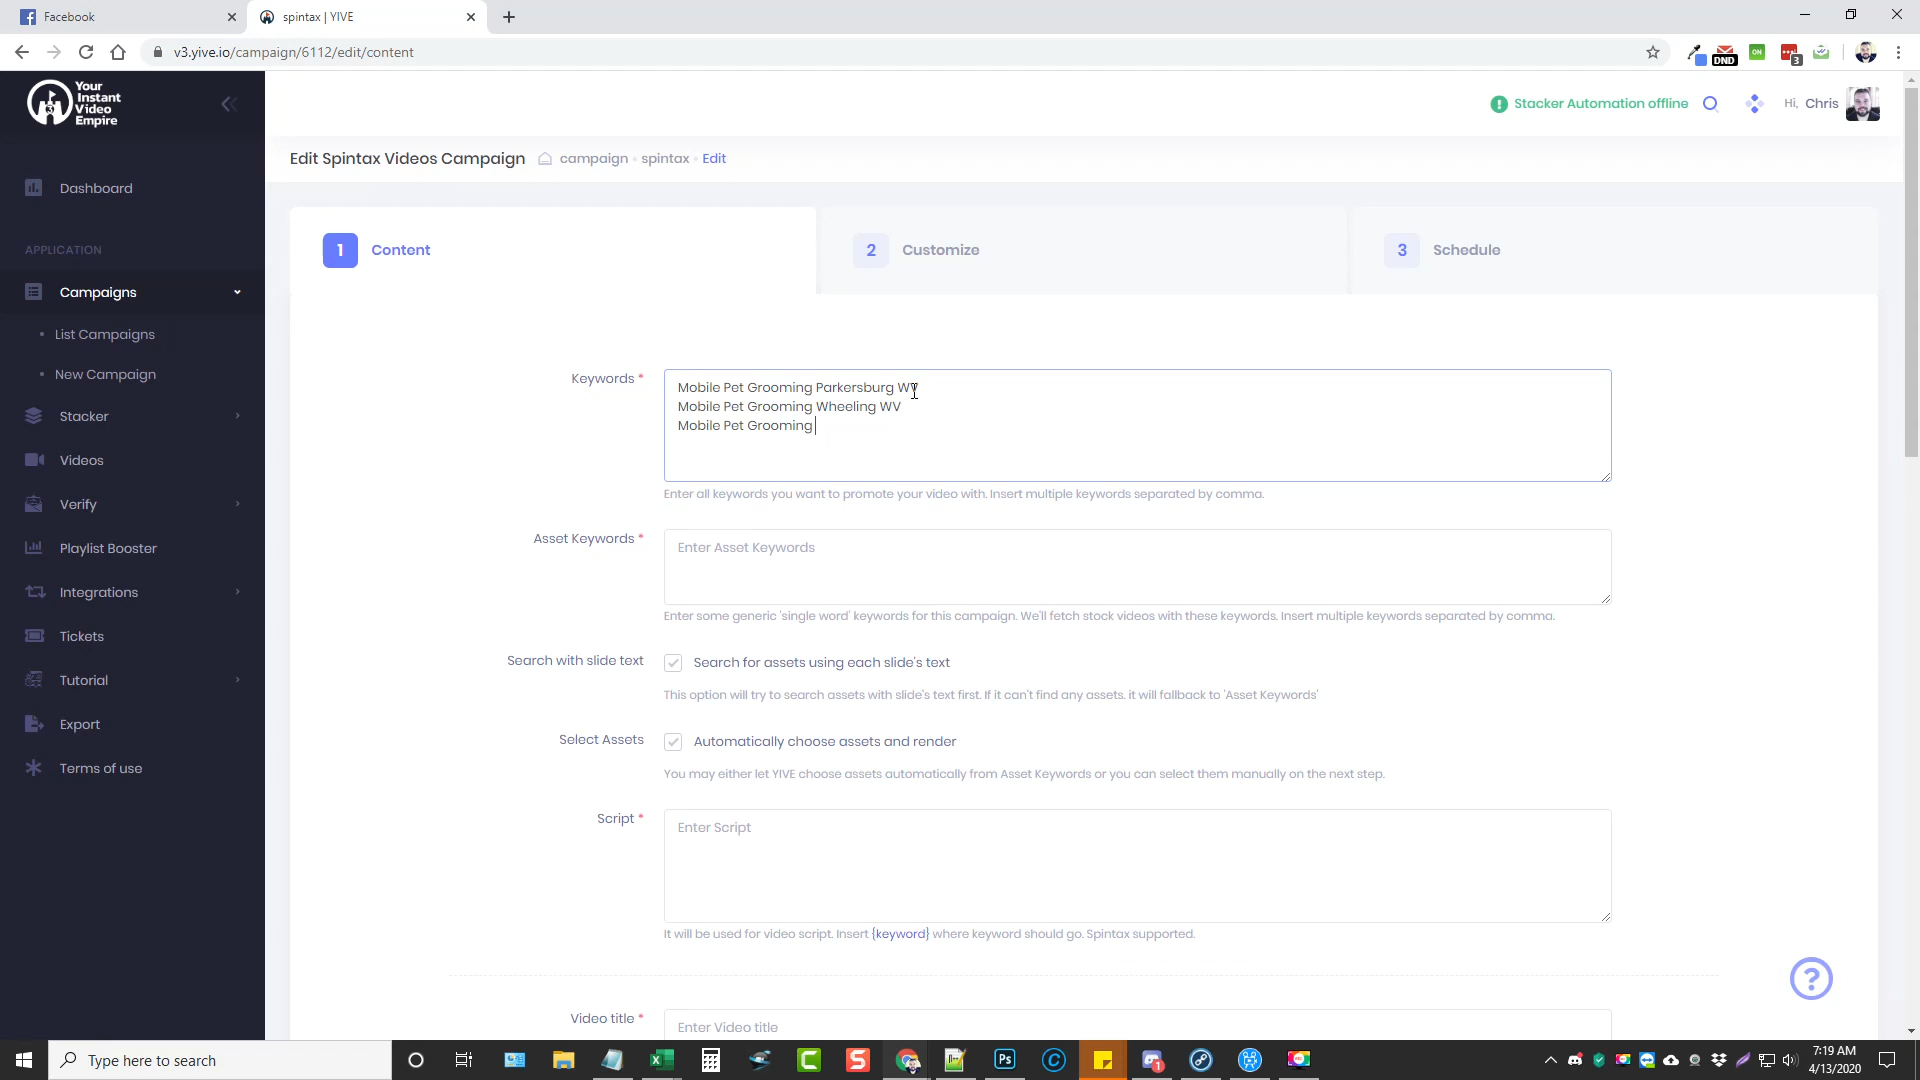 Facebook
spintax | YIVE
v3.yive.io/campaign/6112/edit/content
ON
DND
3
Your
Instant
Video
Empire
Stacker Automation offline
Hi, Chris
Edit Spintax Videos Campaign
campaign • spintax • Edit
Dashboard
APPLICATION
Campaigns
List Campaigns
New Campaign
Stacker
Videos
Verify
Playlist Booster
Integrations
Tickets
Tutorial
Export
Terms of use
1 Content
2 Customize
3 Schedule
Keywords *
Mobile Pet Grooming Parkersburg WV
Mobile Pet Grooming Wheeling WV
Mobile Pet Grooming
Enter all keywords you want to promote your video with. Insert multiple keywords separated by comma.
Asset Keywords *
Enter Asset Keywords
Enter some generic 'single word' keywords for this campaign. We'll fetch stock videos with these keywords. Insert multiple keywords separated by comma.
Search with slide text
Search for assets using each slide's text
This option will try to search assets with slide's text first. If it can't find any assets. it will fallback to 'Asset Keywords'
Select Assets
Automatically choose assets and render
You may either let YIVE choose assets automatically from Asset Keywords or you can select them manually on the next step.
Script *
Enter Script
It will be used for video script. Insert {keyword} where keyword should go. Spintax supported.
Video title *
Enter Video title
?
Type here to search
Ps
1
7:19 AM
4/13/2020